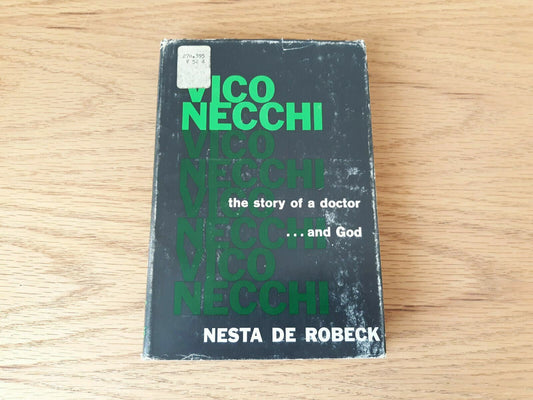 VICO
NECCHI
VICO
NECCHI
VICO
the story of a doctor
NECCHI
...and God
VICO
NECCHI
NESTA DE ROBECK